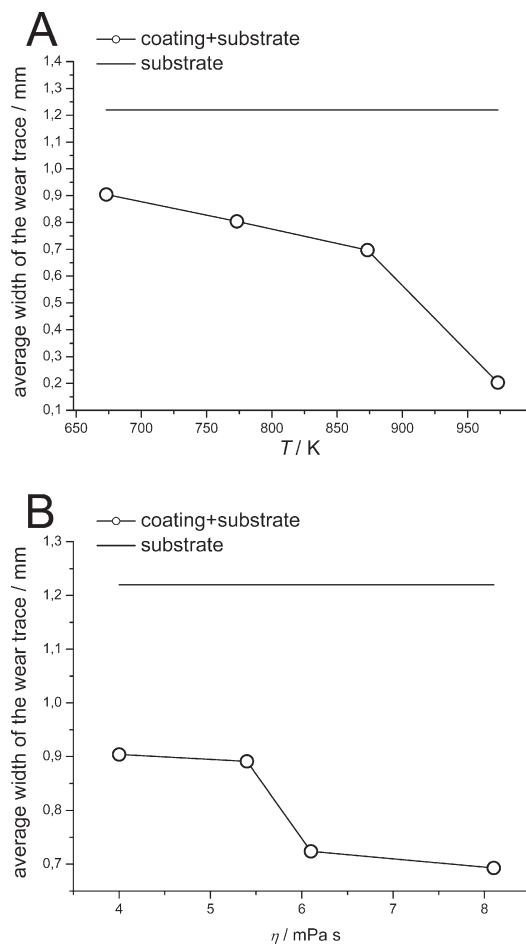 A
coating+substrate
substrate
average width of the wear trace / mm
1,4
1,3
1,2
1,1
1,0
0,9
0,8
0,7
0,6
0,5
0,4
0,3
0,2
0,1
650 700 750 800 850 900 950
T / K
B
coating+substrate
substrate
average width of the wear trace / mm
1,3
1,2
1,1
1,0
0,9
0,8
0,7
4 5 6 7 8
η / mPa s